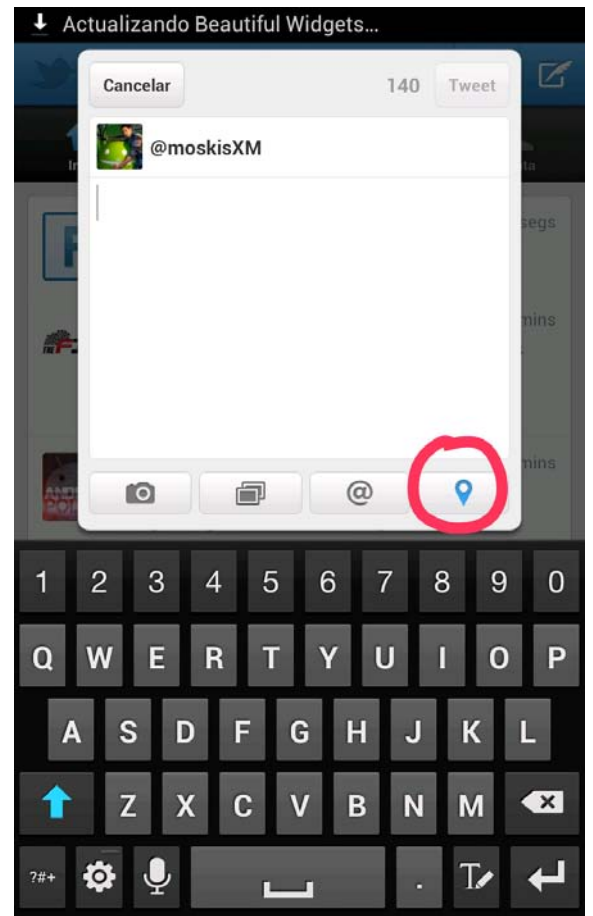 Actualizando Beautiful Widgets...
Cancelar 140 Tweet
@moskisXM
segs
mins
mins
1 2 3 4 5 6 7 8 9 0
Q W E R T Y U I O P
A S D F G H J K L
Z X C V B N M
?#+ . T